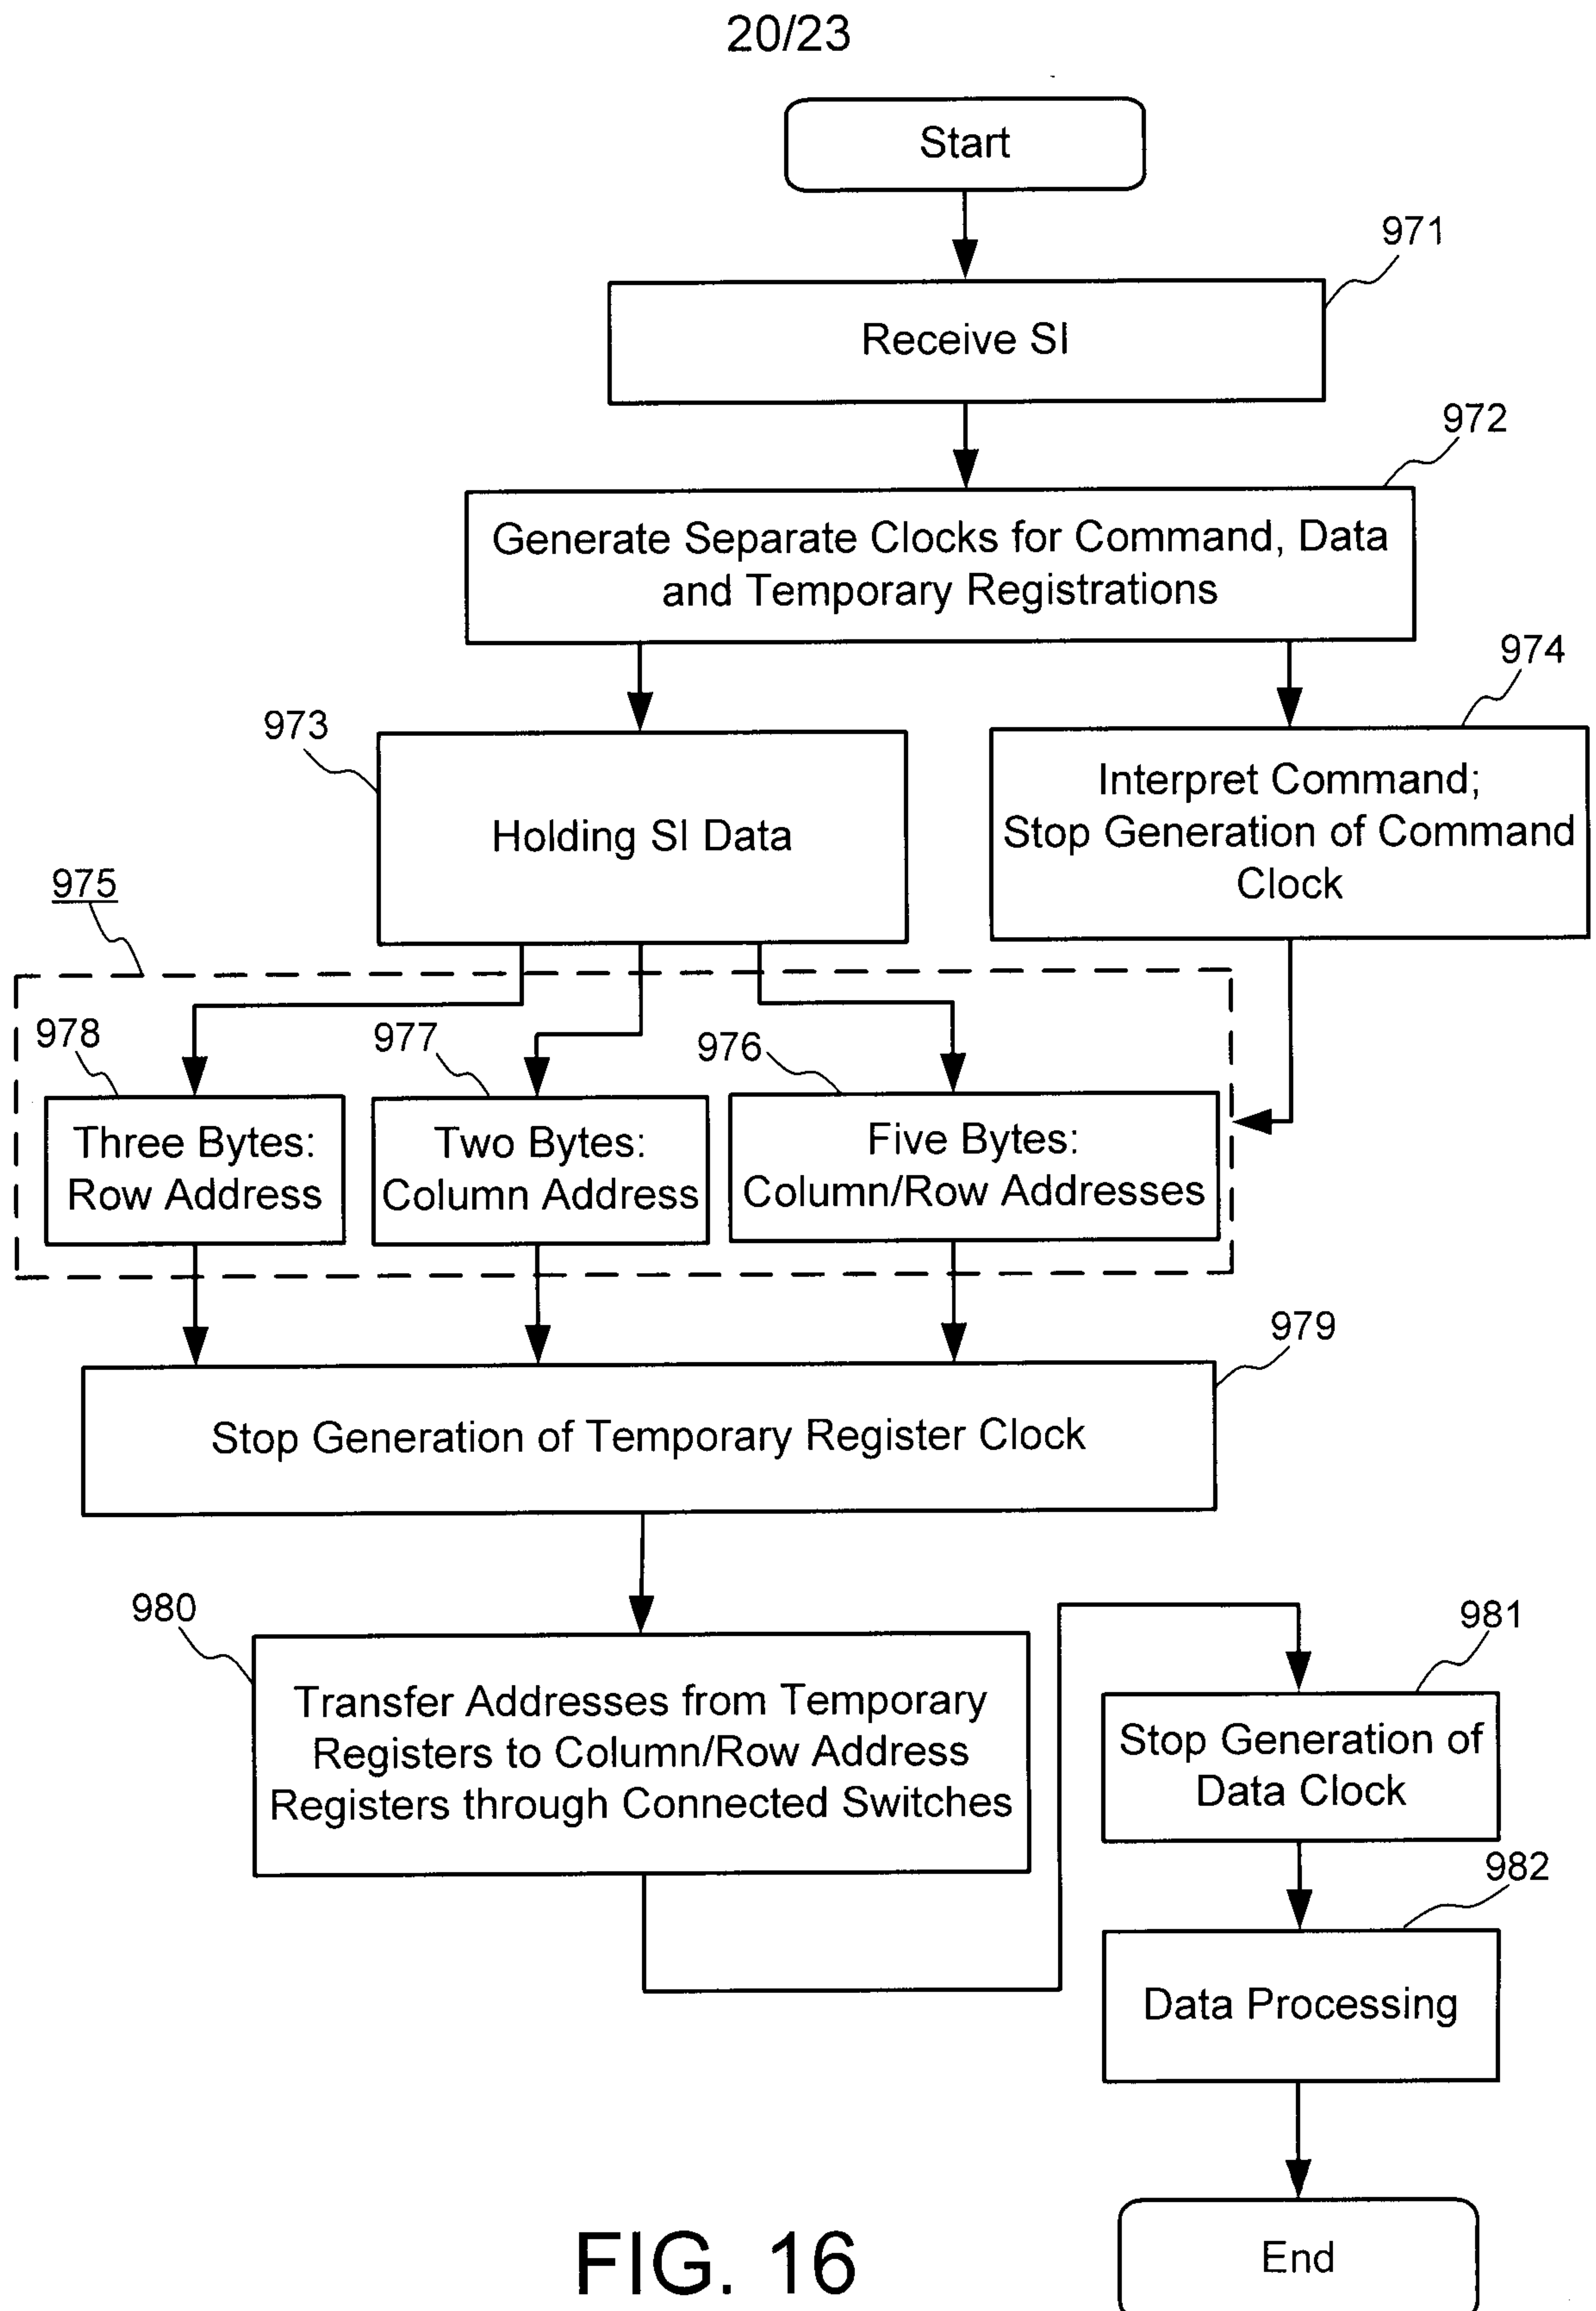 20/23
Start
971
Receive SI
972
Generate Separate Clocks for Command, Data
and Temporary Registrations
974
973
Interpret Command;
Stop Generation of Command
Clock
Holding SI Data
975
978
977
976
Three Bytes:
Row Address
Two Bytes:
Column Address
Five Bytes:
Column/Row Addresses
979
Stop Generation of Temporary Register Clock
980
981
Transfer Addresses from Temporary
Registers to Column/Row Address
Registers through Connected Switches
Stop Generation of
Data Clock
982
Data Processing
End
FIG. 16